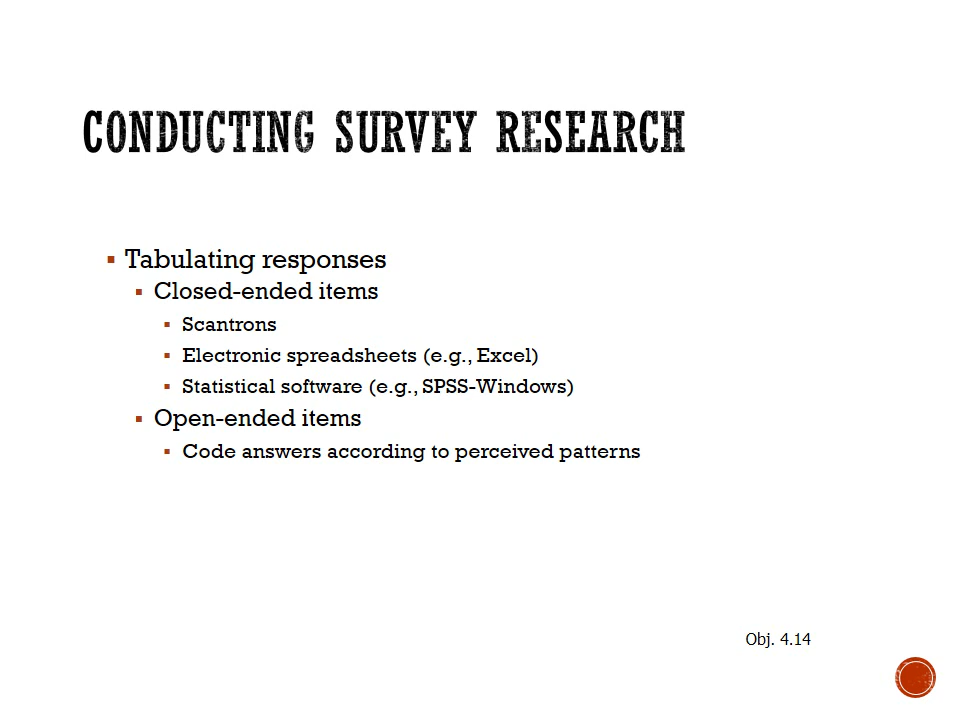 CONDUCTING SURVEY RESEARCH
▪ Tabulating responses
▪ Closed-ended items
▪ Scantrons
▪ Electronic spreadsheets (e.g., Excel)
▪ Statistical software (e.g., SPSS-Windows)
▪ Open-ended items
▪ Code answers according to perceived patterns
Obj. 4.14